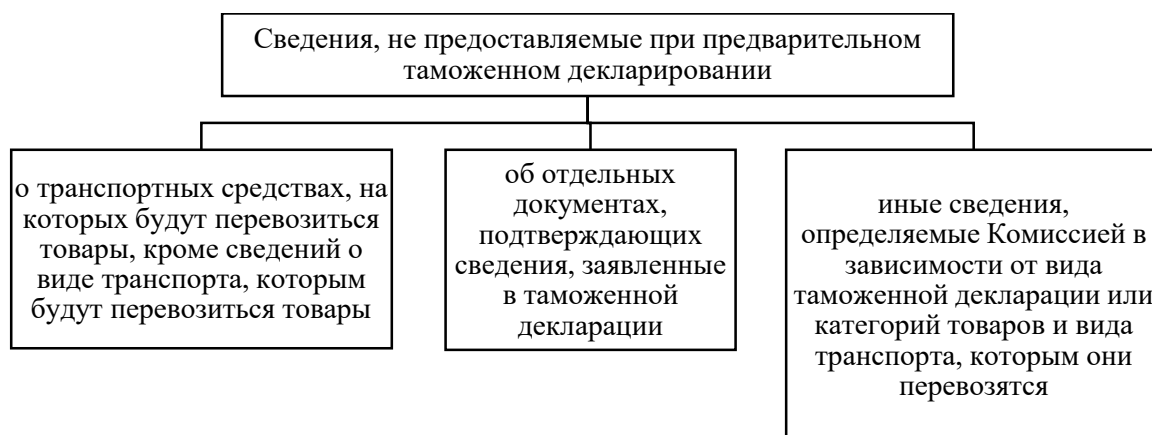 Сведения, не предоставляемые при предварительном
таможенном декларировании
о транспортных средствах, на
которых будут перевозиться
товары, кроме сведений о
виде транспорта, которым
будут перевозиться товары
об отдельных
документах,
подтверждающих
сведения, заявленные
в таможенной
декларации
иные сведения,
определяемые Комиссией в
зависимости от вида
таможенной декларации или
категорий товаров и вида
транспорта, которым они
перевозятся